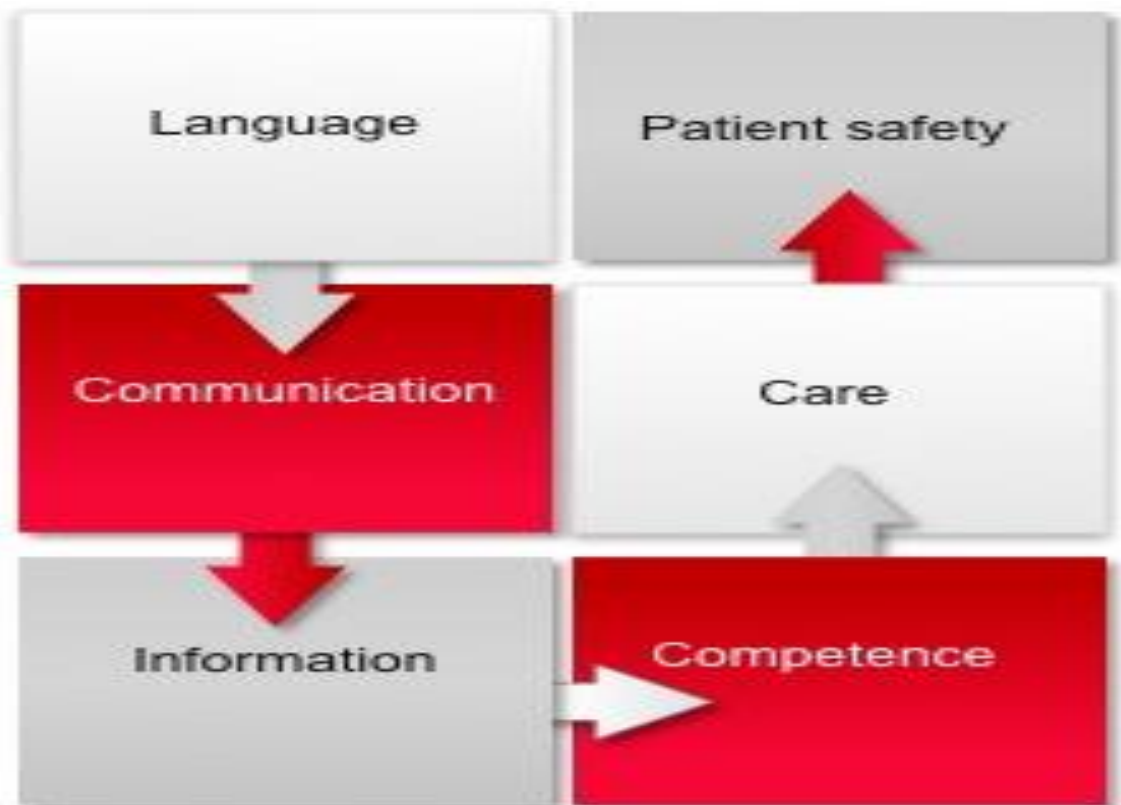 Language
Communication
Information
Competence
Care
Patient safety